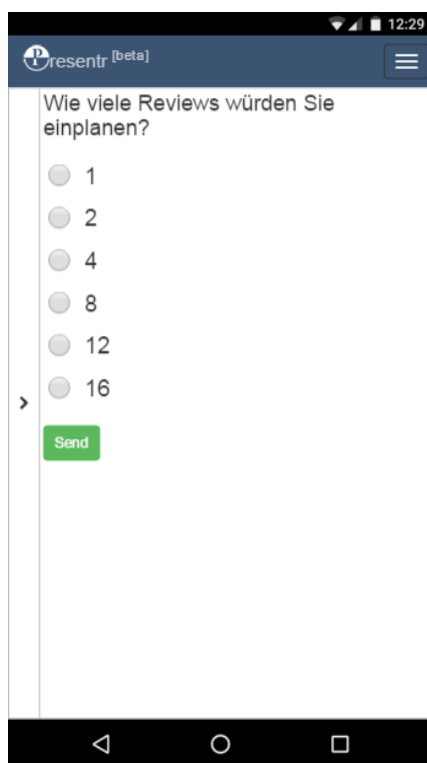 12:29
Presentr [beta]
Wie viele Reviews würden Sie
einplanen?
1
2
4
8
12
16
Send